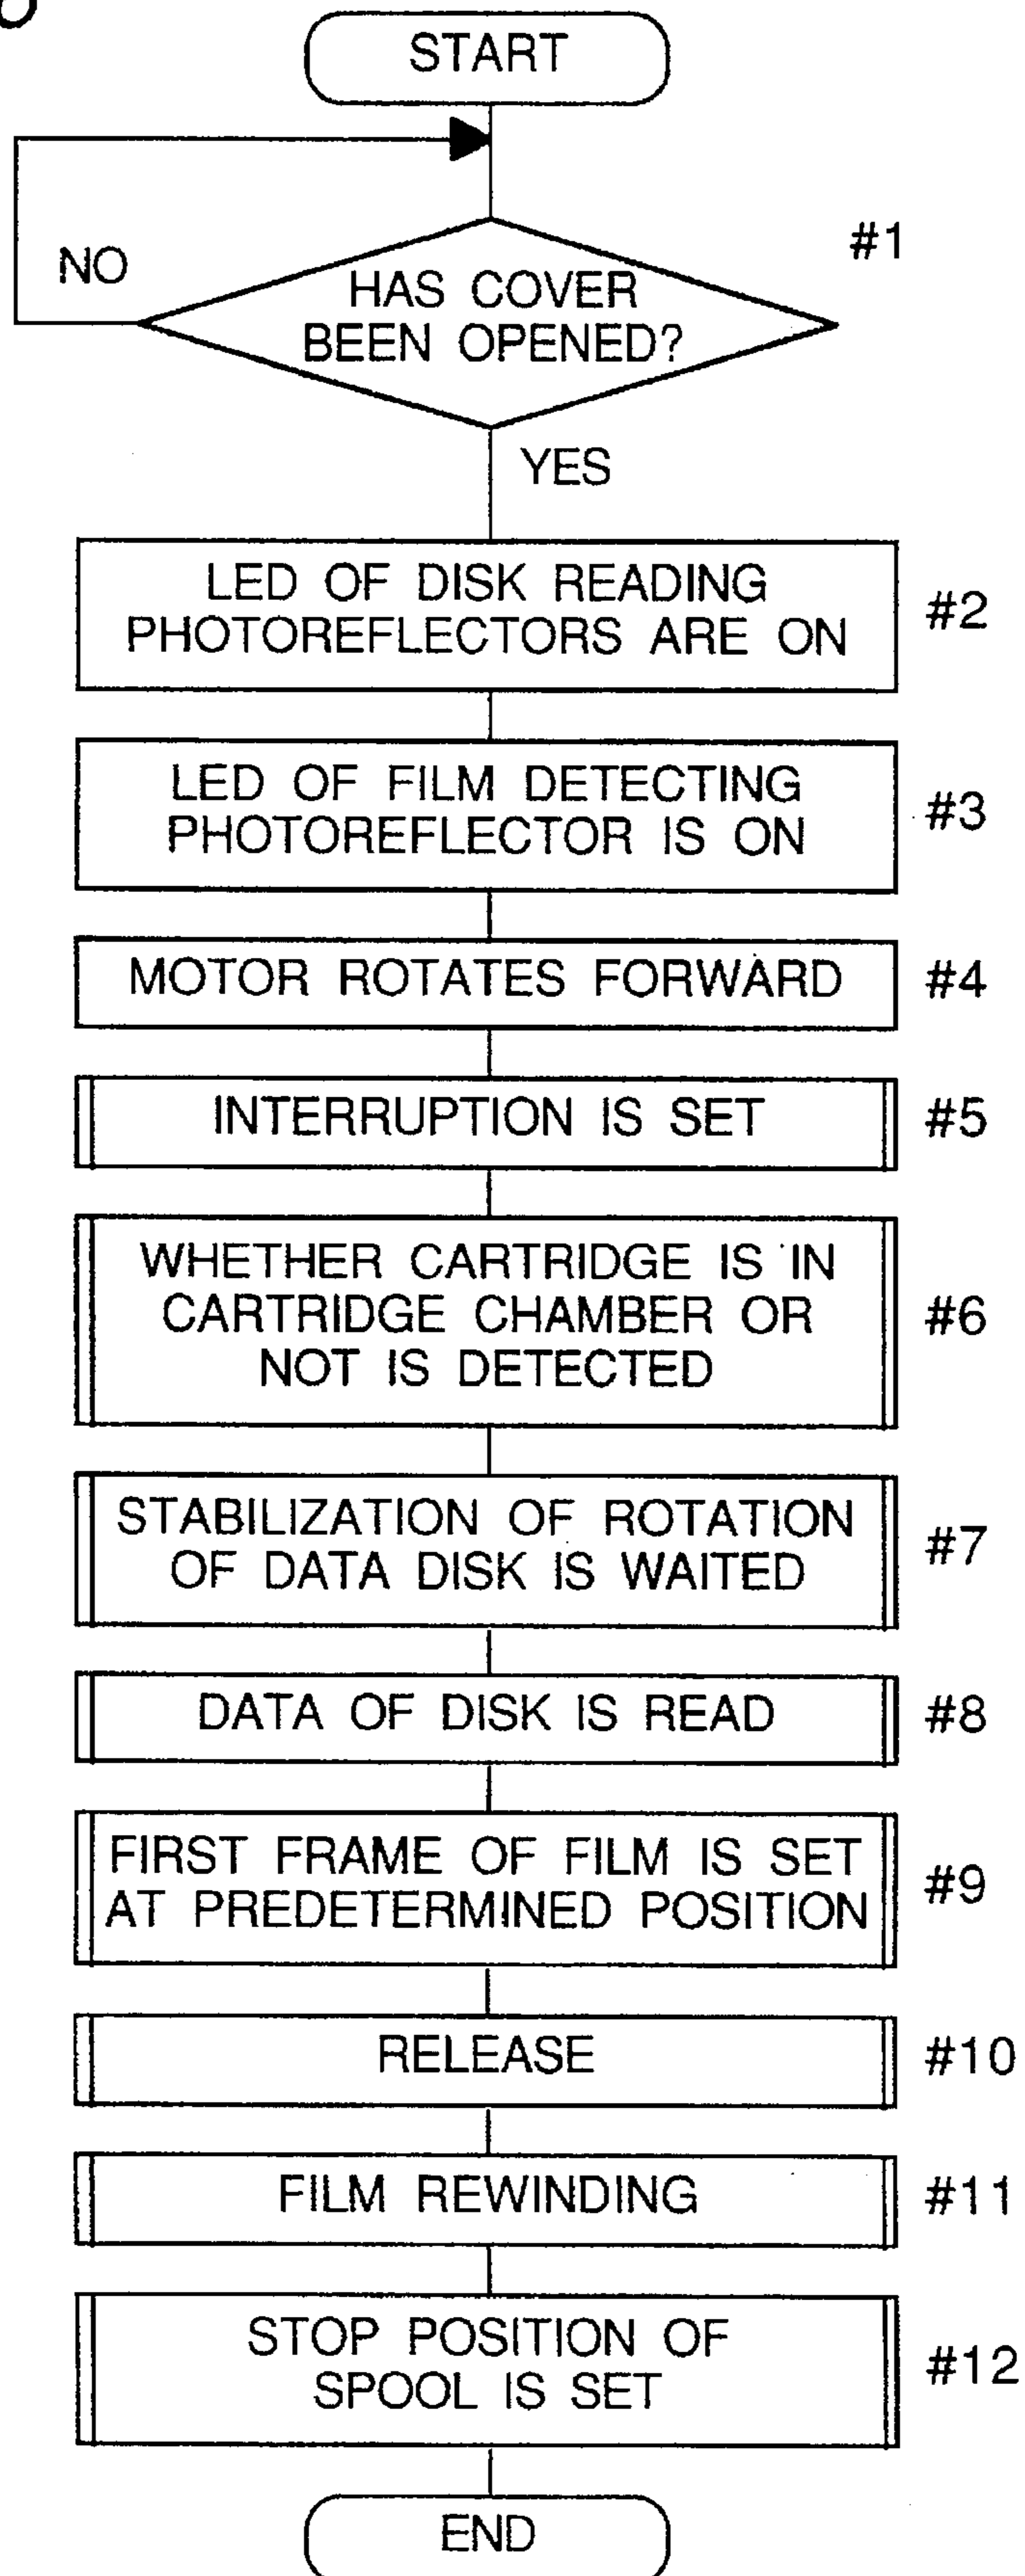 START
#1
NO
HAS COVER
BEEN OPENED?
YES
LED OF DISK READING
PHOTOREFLECTORS ARE ON
#2
LED OF FILM DETECTING
PHOTOREFLECTOR IS ON
#3
MOTOR ROTATES FORWARD
#4
INTERRUPTION IS SET
#5
WHETHER CARTRIDGE IS IN
CARTRIDGE CHAMBER OR
NOT IS DETECTED
#6
STABILIZATION OF ROTATION
OF DATA DISK IS WAITED
#7
DATA OF DISK IS READ
#8
FIRST FRAME OF FILM IS SET
AT PREDETERMINED POSITION
#9
RELEASE
#10
FILM REWINDING
#11
STOP POSITION OF
SPOOL IS SET
#12
END